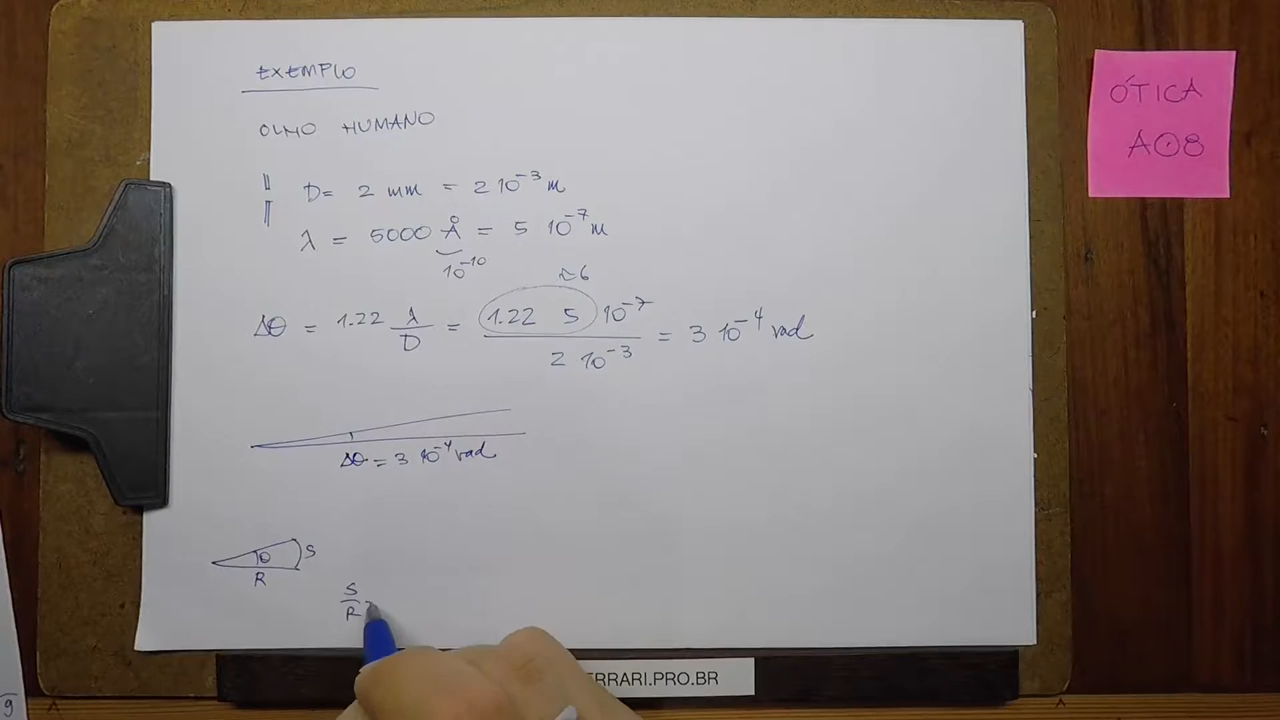 EXEMPLO
OLHO HUMANO
D= 2 mm = 2 10⁻³ m
λ = 5000 Å = 5 10⁻⁷ m
10⁻¹⁰
≈6
Δθ = 1.22 λ/D = 1.22 5 10⁻⁷ / 2 10⁻³ = 3 10⁻⁴ rad
Δθ = 3 10⁻⁴ rad
θ S
R
S/R =
ÓTICA
A08
ERRARI.PRO.BR
9